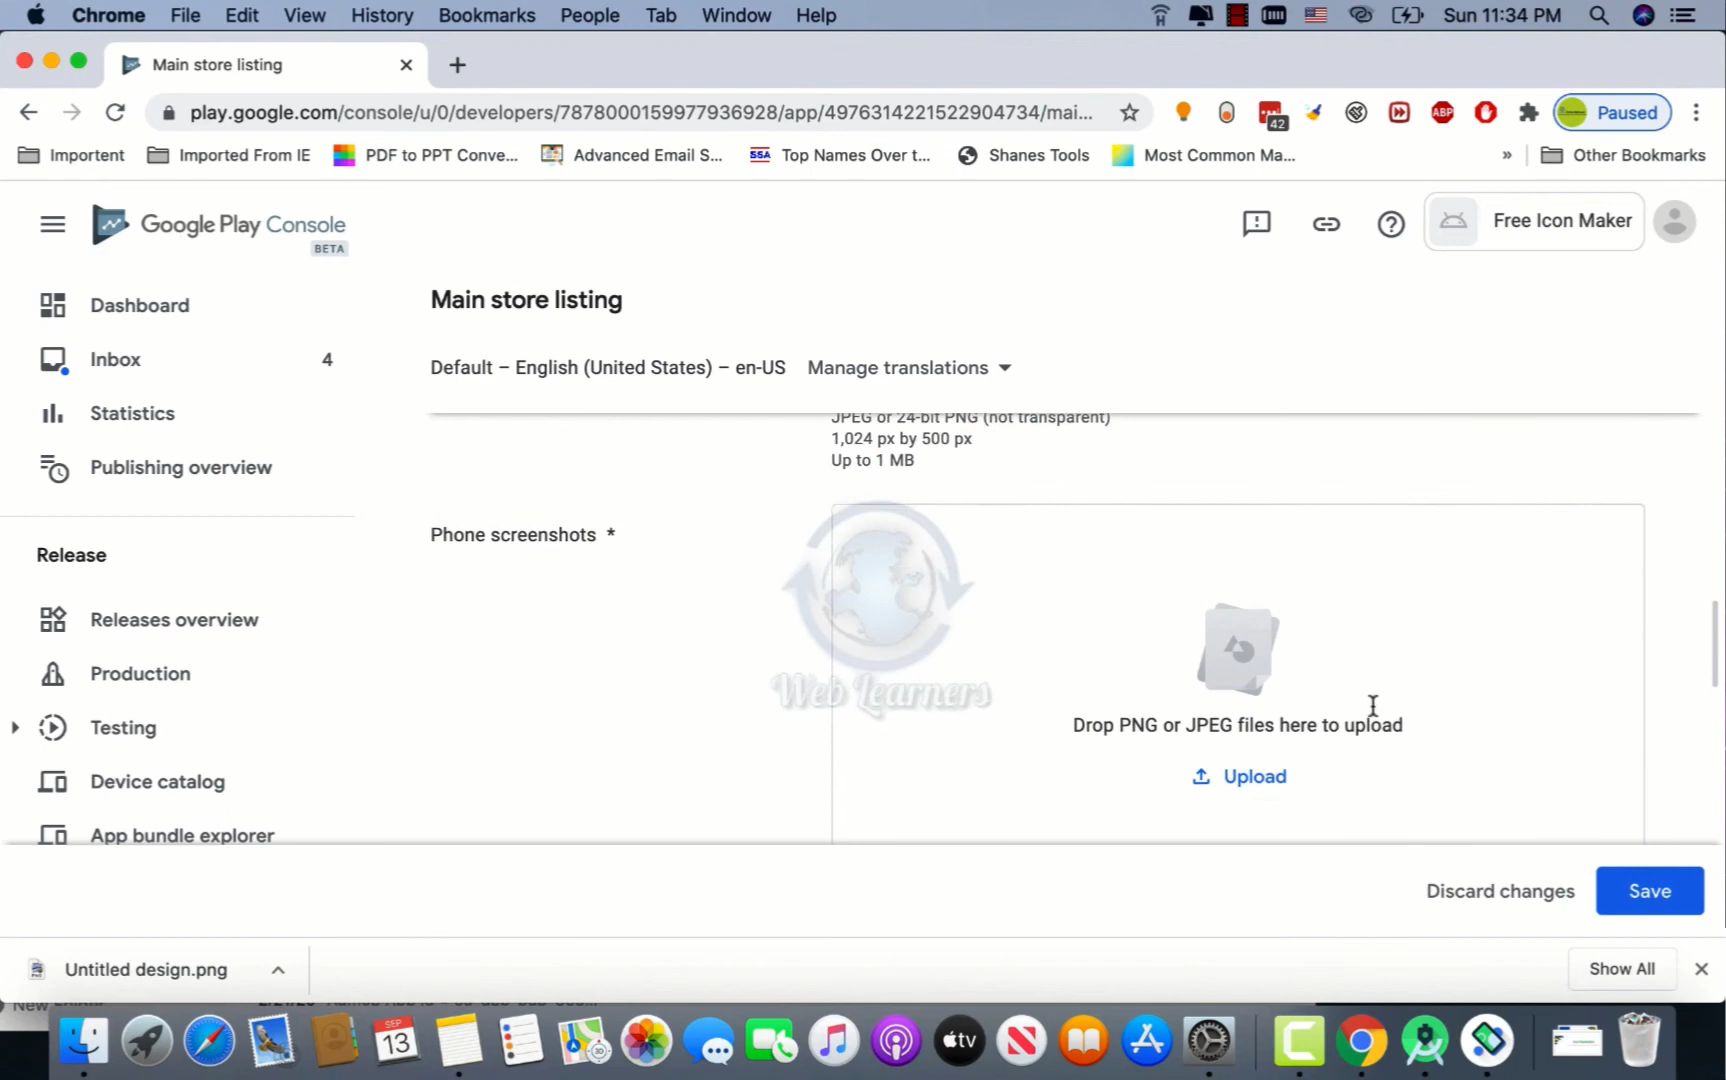 Chrome File Edit View History Bookmarks People Tab Window Help Sun 11:34 PM
Main store listing
play.google.com/console/u/0/developers/7878000159977936928/app/4976314221522904734/mai... 42 ABP Paused
Importent Imported From IE PDF to PPT Conve... Advanced Email S... SSA Top Names Over t... Shanes Tools Most Common Ma... » Other Bookmarks
Google Play Console
BETA
Free Icon Maker
Dashboard
Inbox 4
Statistics
Publishing overview
Release
Releases overview
Production
Testing
Device catalog
App bundle explorer
Main store listing
Default – English (United States) – en-US Manage translations
JPEG or 24-bit PNG (not transparent)
1,024 px by 500 px
Up to 1 MB
Phone screenshots *
Web Learners
Drop PNG or JPEG files here to upload
Upload
Discard changes Save
Untitled design.png Show All
SEP
13
tv